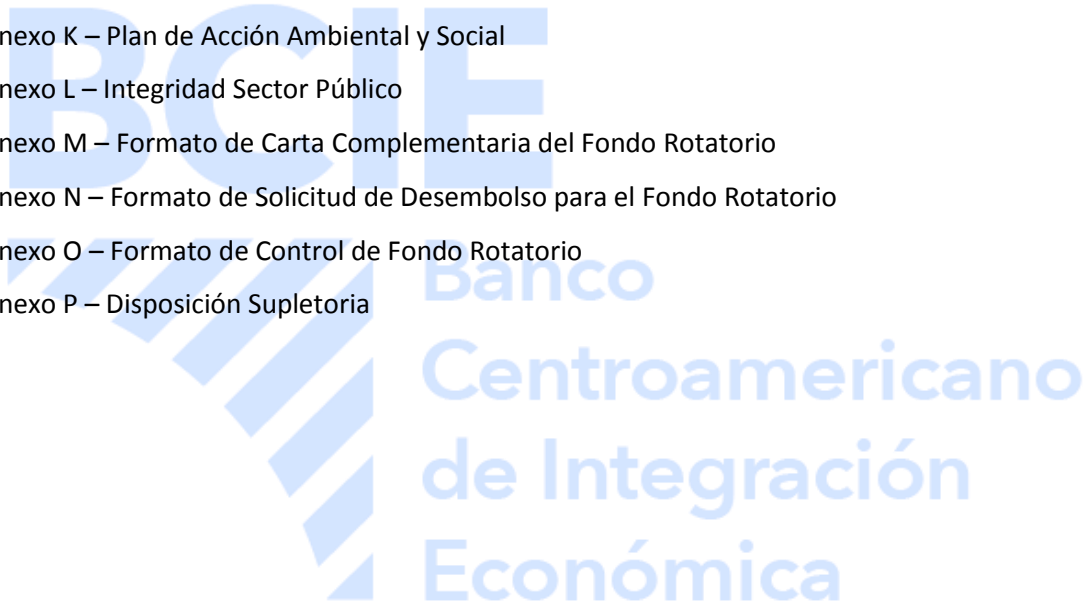 nexo K – Plan de Acción Ambiental y Social
nexo L – Integridad Sector Público
nexo M – Formato de Carta Complementaria del Fondo Rotatorio
nexo N – Formato de Solicitud de Desembolso para el Fondo Rotatorio
nexo O – Formato de Control de Fondo Rotatorio
nexo P – Disposición Supletoria
BCIE
Banco
Centroamericano
de Integración
Económica